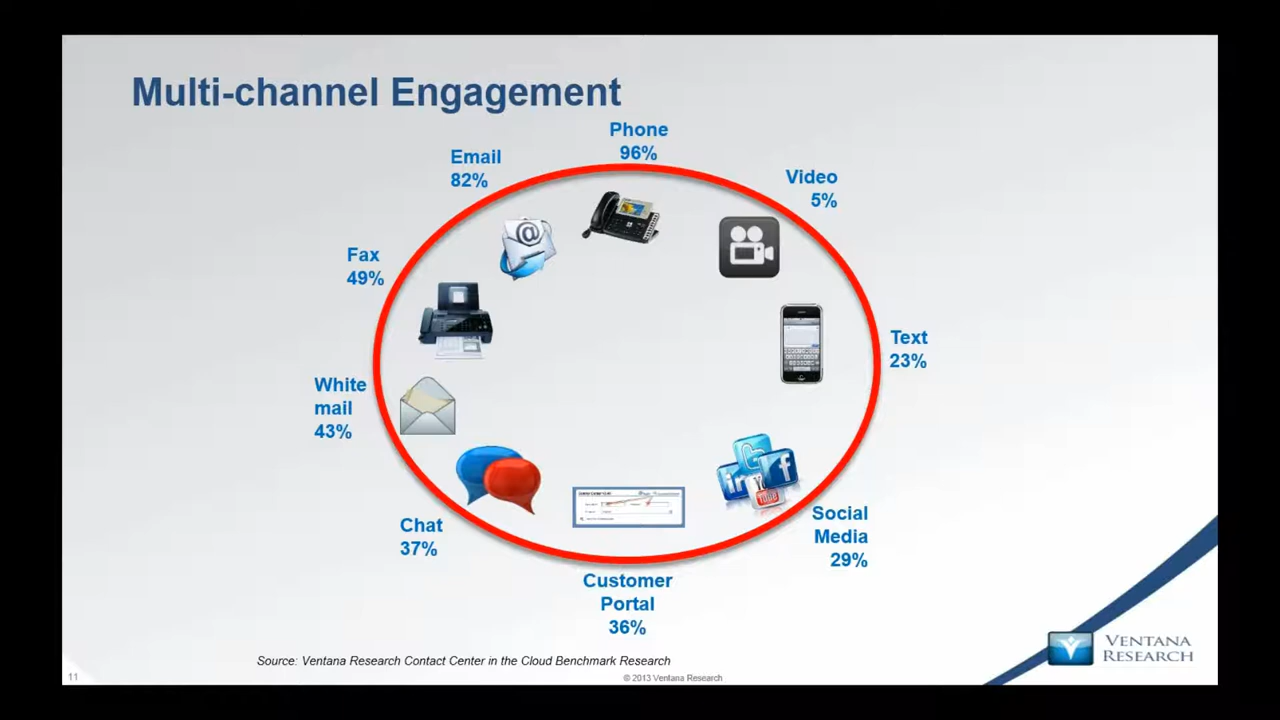 Multi-channel Engagement
Phone
96%
Email
82%
Video
5%
Fax
49%
Text
23%
White
mail
43%
Chat
37%
Social
Media
29%
Customer
Portal
36%
Source: Ventana Research Contact Center in the Cloud Benchmark Research
VENTANA
RESEARCH
11
© 2013 Ventana Research